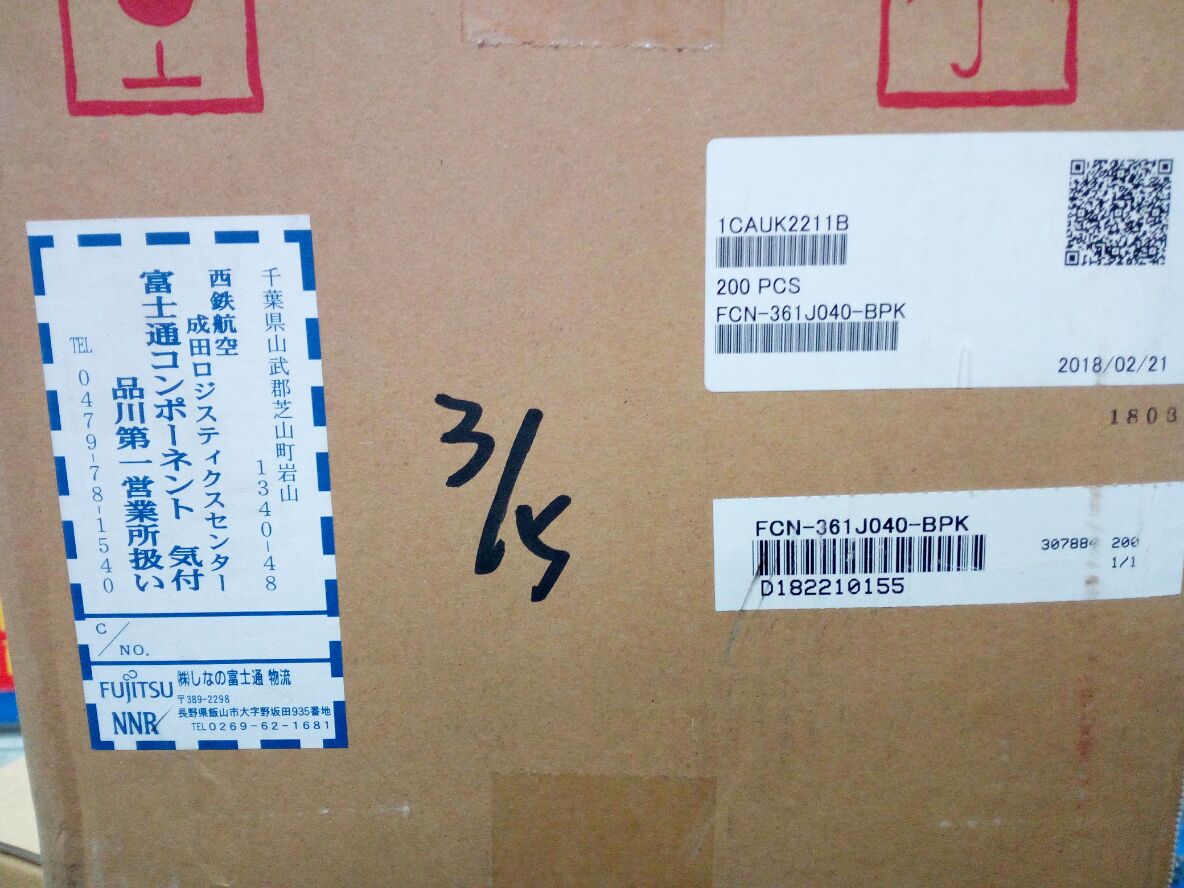 千葉県山武郡芝山町岩山
1340-48
西鉄航空
成田ロジスティクスセンター
富士通コンポーネント 気付
品川第一営業所扱い
TEL 0479-78-1540
C/NO.
FUJITSU
NNR
㈱しなの富士通 物流
〒389-2298
長野県飯山市大字野坂田935番地
TEL0269-62-1681
3/15
1CAUK2211B
200 PCS
FCN-361J040-BPK
2018/02/21
1803
FCN-361J040-BPK
307884 200
1/1
D182210155